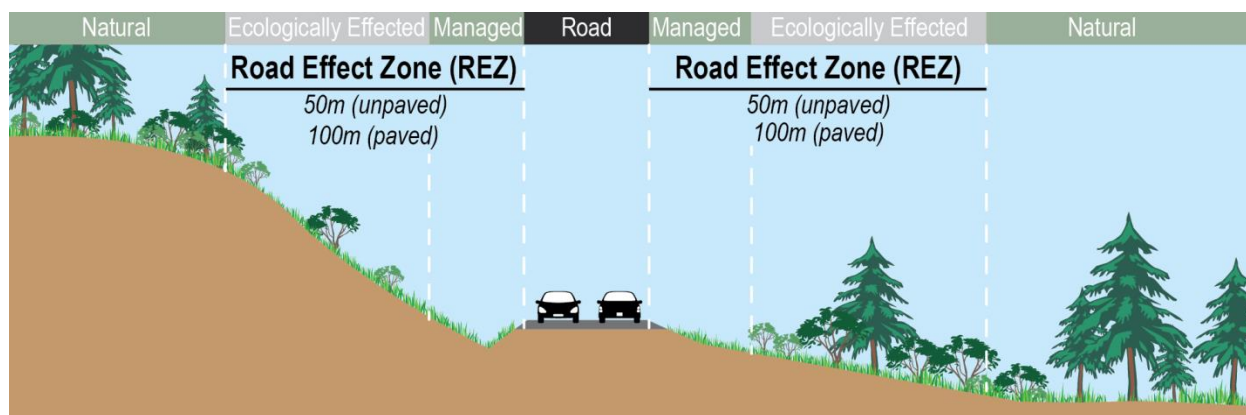 Natural Ecologically Effected Managed Road Managed Ecologically Effected Natural
Road Effect Zone (REZ) Road Effect Zone (REZ)
50m (unpaved) 50m (unpaved)
100m (paved) 100m (paved)